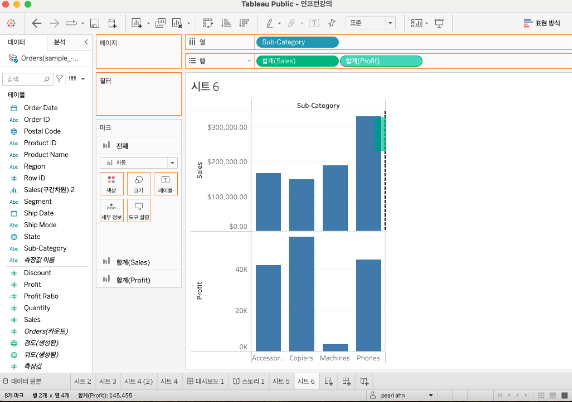 Tableau Public - 인프런강의
표준
표현 방식
데이터
분석
페이지
열
Sub-Category
Orders(sample_-...
행
합계(Sales)
합계(Profit)
검색
필터
시트 6
테이블
Order Date
Order ID
Postal Code
Product ID
Product Name
Region
Row ID
Sales(구간차원) 2
Segment
Ship Date
Ship Mode
State
Sub-Category
측정값 이름
Discount
Profit
Profit Ratio
Quantity
Sales
Orders(카운트)
경도(생성됨)
위도(생성됨)
측정값
마크
전체
자동
색상
크기
레이블
세부 정보
도구 설명
합계(Sales)
합계(Profit)
Sub-Category
Sales
$300,000.00
$200,000.00
$100,000.00
$0.00
Profit
40K
20K
0K
Accessor...
Copiers
Machines
Phones
데이터 원본
시트 2
시트 3
시트 4 (2)
시트 4
대시보드 1
스토리 1
시트 5
시트 6
8개 마크
행 2개 x 열 4개
합계(Profit): 145,455
pearl ahn